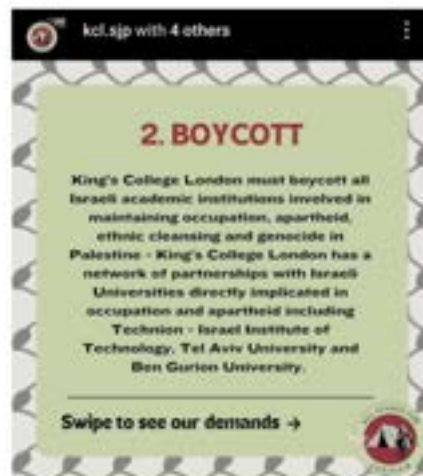 kcl.sjp with 4 others
2. BOYCOTT
King's College London must boycott all
Israeli academic institutions involved in
maintaining occupation, apartheid,
ethnic cleansing and genocide in
Palestine - King's College London has a
network of partnerships with Israeli
Universities directly implicated in
occupation and apartheid including
Technion - Israel Institute of
Technology, Tel Aviv University and
Ben Gurion University.
Swipe to see our demands →